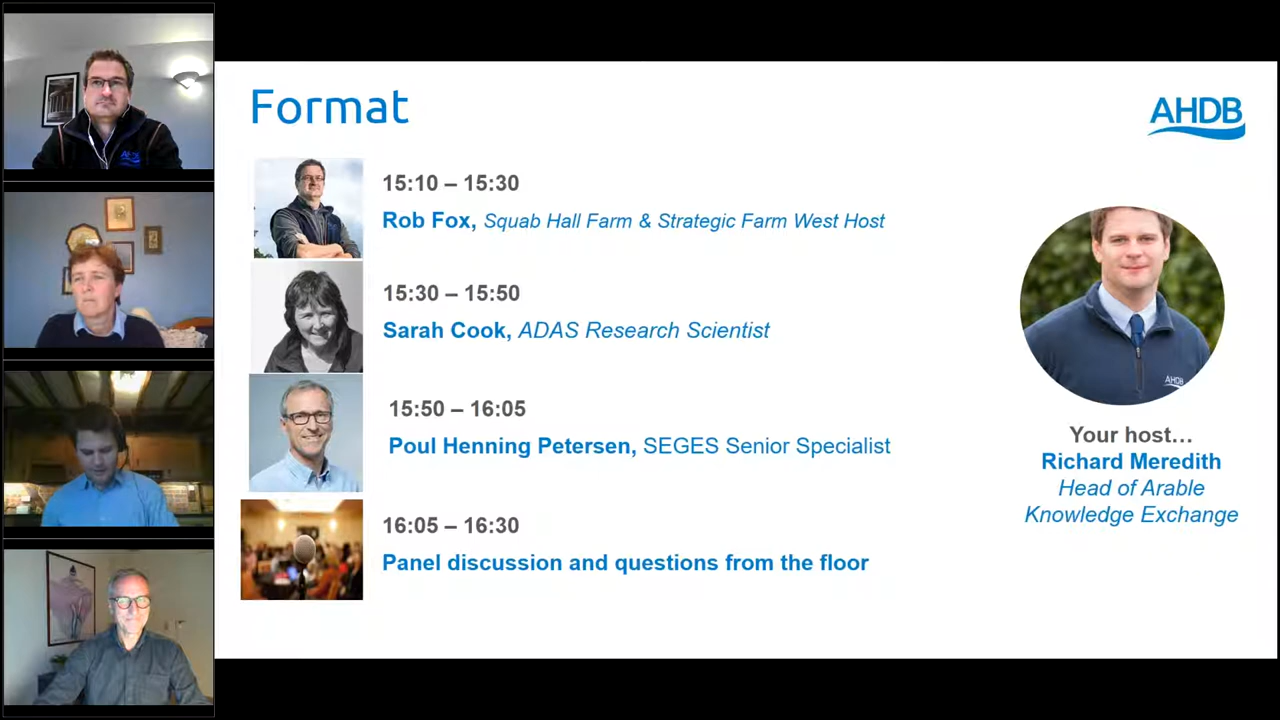 Format
AHDB
15:10 – 15:30
Rob Fox, Squab Hall Farm & Strategic Farm West Host
15:30 – 15:50
Sarah Cook, ADAS Research Scientist
15:50 – 16:05
Poul Henning Petersen, SEGES Senior Specialist
16:05 – 16:30
Panel discussion and questions from the floor
AHDB
Your host…
Richard Meredith
Head of Arable
Knowledge Exchange